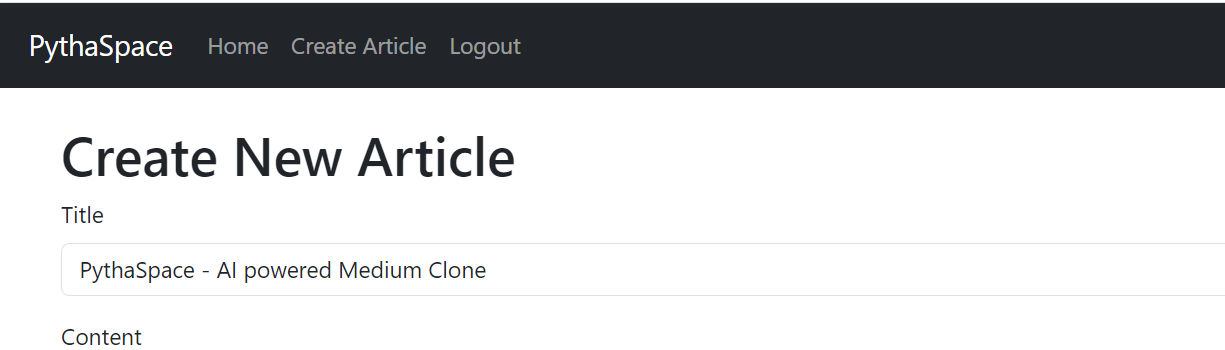 PythaSpace Home Create Article Logout
Create New Article
Title
PythaSpace - AI powered Medium Clone
Content